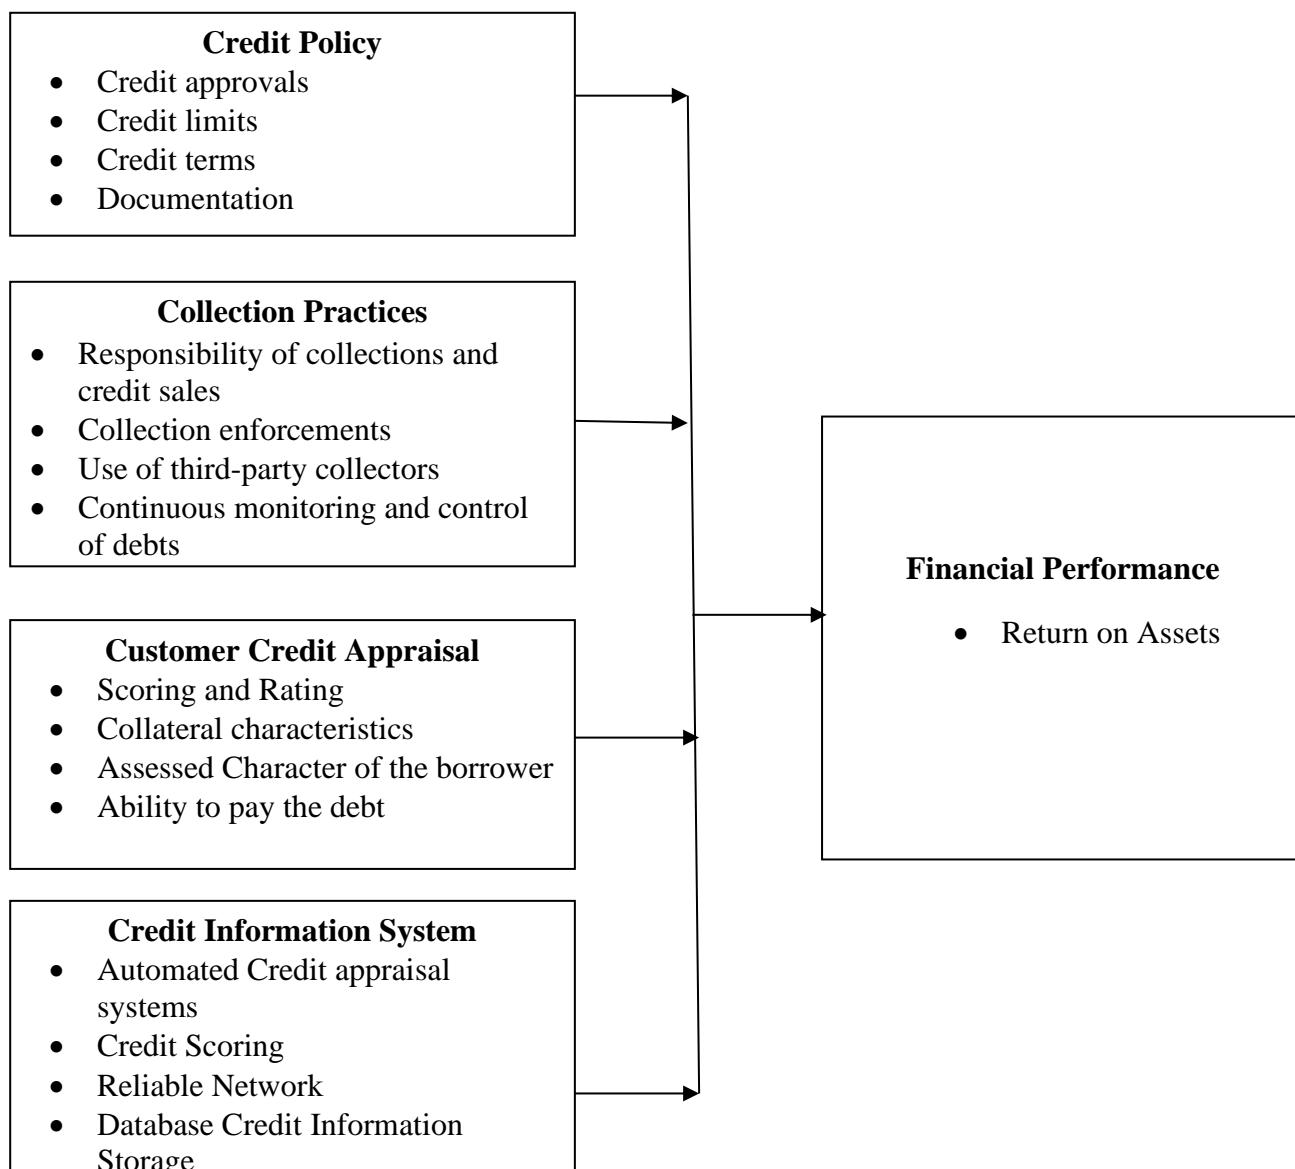 Credit Policy
• Credit approvals
• Credit limits
• Credit terms
• Documentation
Collection Practices
• Responsibility of collections and
credit sales
• Collection enforcements
• Use of third-party collectors
• Continuous monitoring and control
of debts
Customer Credit Appraisal
• Scoring and Rating
• Collateral characteristics
• Assessed Character of the borrower
• Ability to pay the debt
Credit Information System
• Automated Credit appraisal
systems
• Credit Scoring
• Reliable Network
• Database Credit Information
Storage
Financial Performance
• Return on Assets